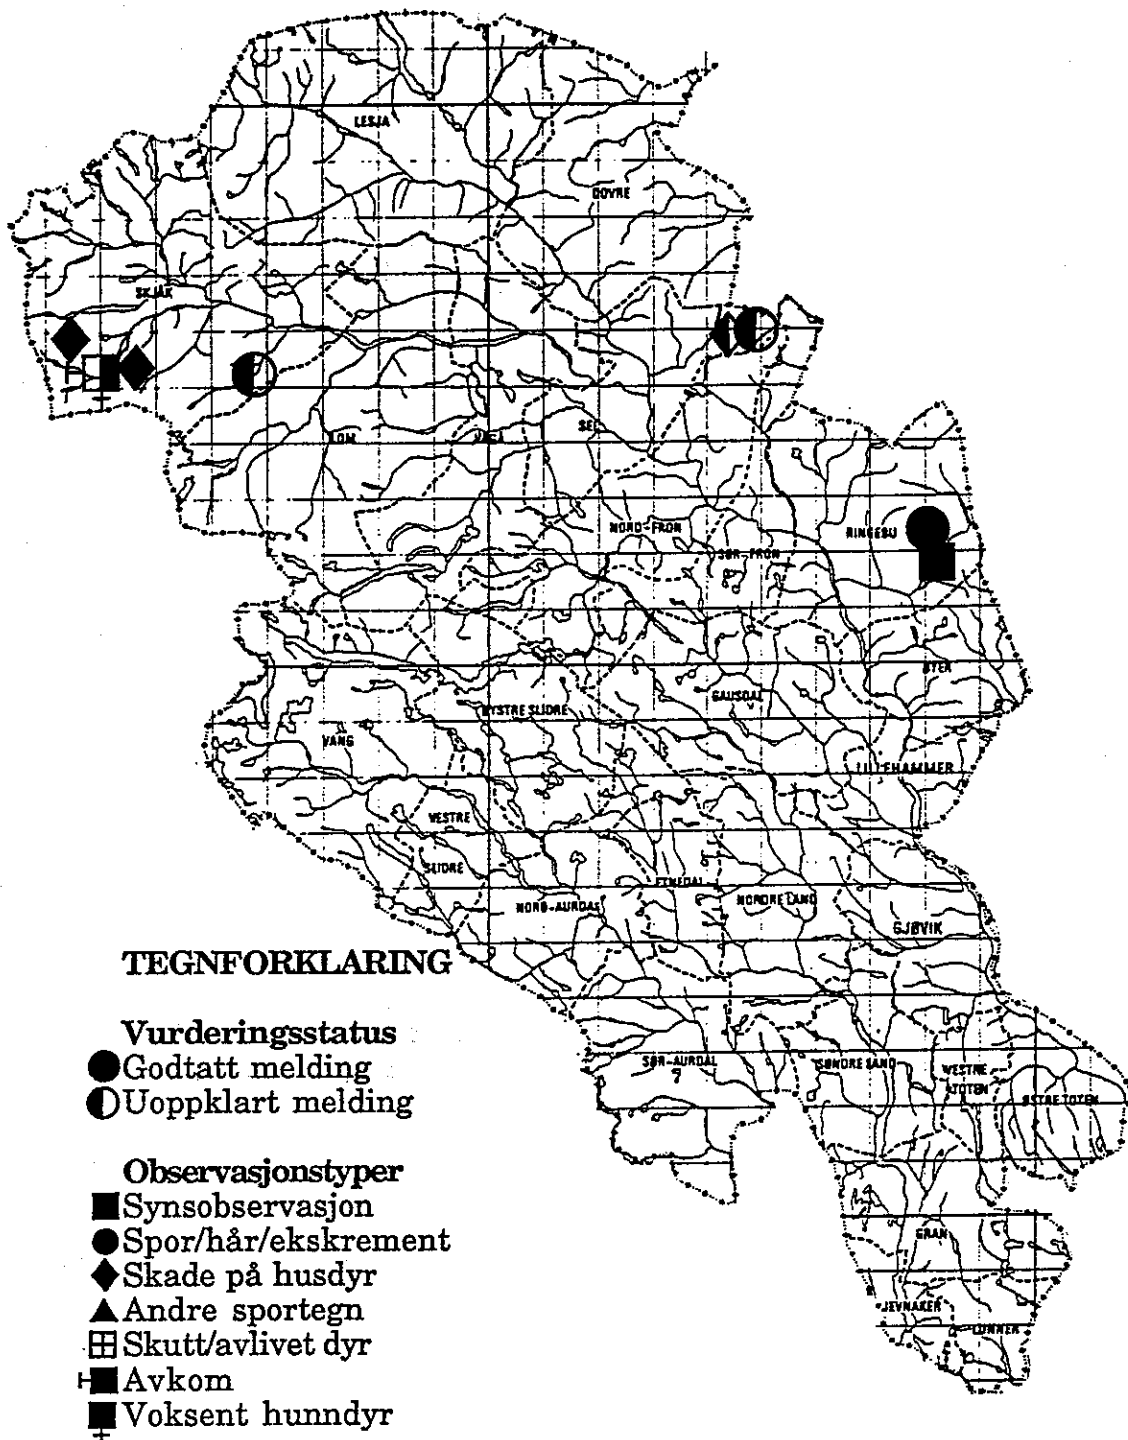 LESJA
DOVRE
SKJÅK
LOM
VÅGÅ
SEL
NORD-FRON
SØR-FRON
RINGEBU
ØYER
GAUSDAL
ØYSTRE SLIDRE
VANG
LILLEHAMMER
VESTRE
SLIDRE
ETNEDAL
NORD-AURDAL
NORDRE LAND
GJØVIK
TEGNFORKLARING
Vurderingsstatus
Godtatt melding
Uoppklart melding
SØR-AURDAL
SØNDRE LAND
VESTRE
TOTEN
ØSTRE TOTEN
Observasjonstyper
Synsobservasjon
Spor/hår/ekskrement
Skade på husdyr
Andre sportegn
Skutt/avlivet dyr
Avkom
Voksent hunndyr
GRAN
JEVNAKER
LUNNER